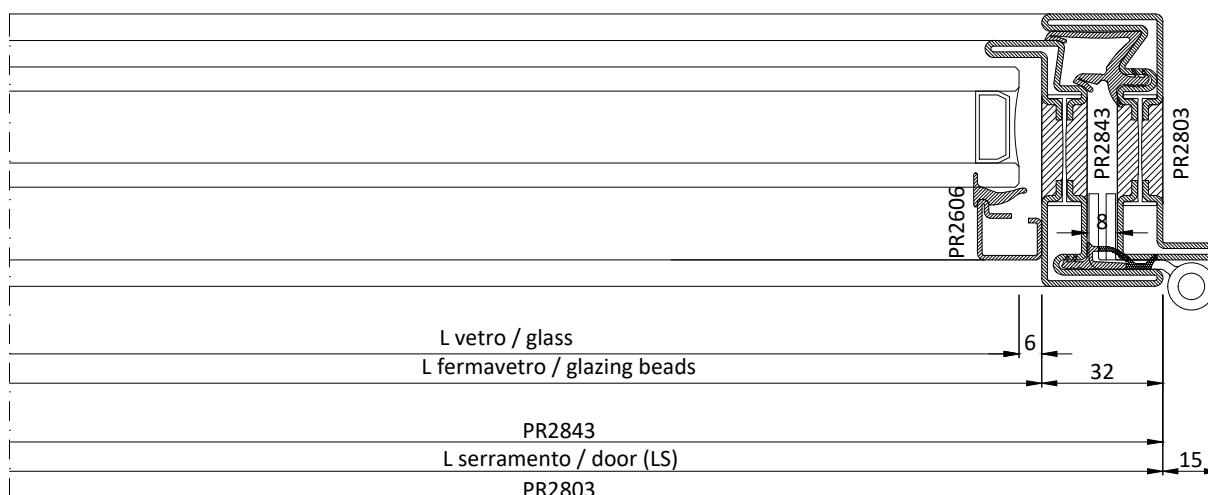 PR2843
PR2803
PR2606
8
L vetro / glass
6
L fermavetro / glazing beads
32
PR2843
L serramento / door (LS)
15
PR2803